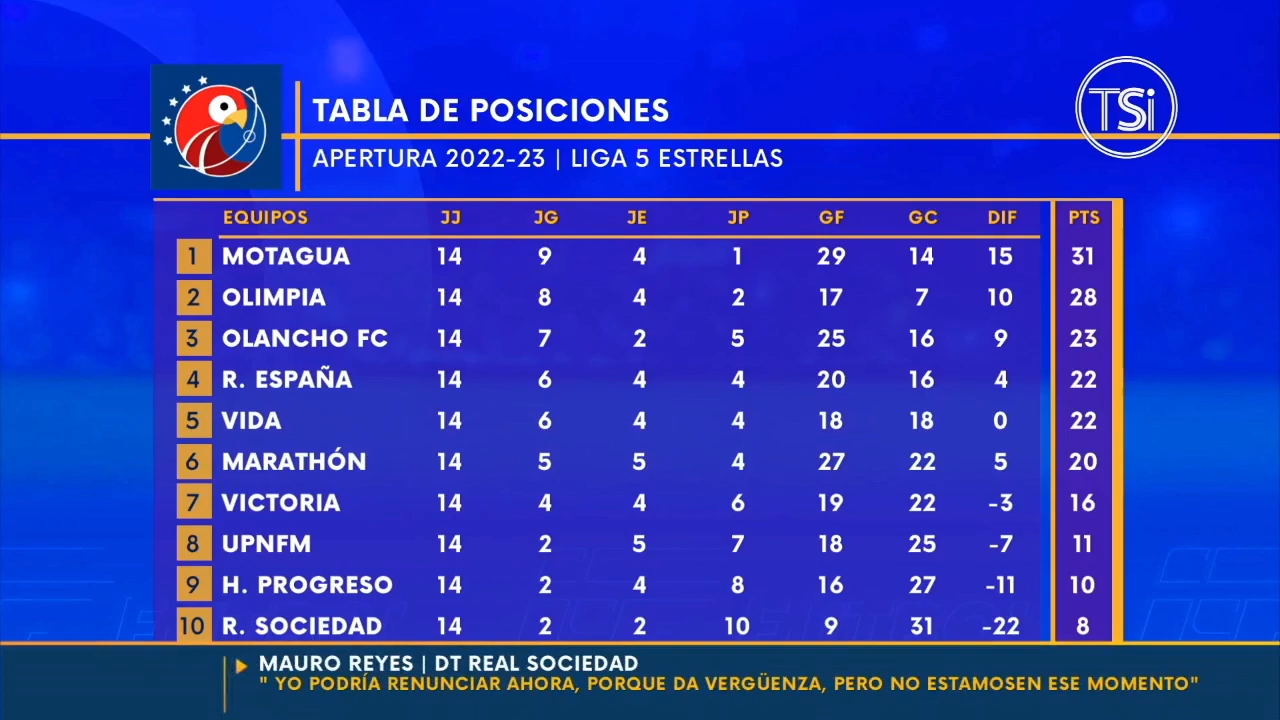 TABLA DE POSICIONES
TSi
APERTURA 2022-23 | LIGA 5 ESTRELLAS
EQUIPOS JJ JG JE JP GF GC DIF PTS
1 MOTAGUA 14 9 4 1 29 14 15 31
2 OLIMPIA 14 8 4 2 17 7 10 28
3 OLANCHO FC 14 7 2 5 25 16 9 23
4 R. ESPAÑA 14 6 4 4 20 16 4 22
5 VIDA 14 6 4 4 18 18 0 22
6 MARATHÓN 14 5 5 4 27 22 5 20
7 VICTORIA 14 4 4 6 19 22 -3 16
8 UPNFM 14 2 5 7 18 25 -7 11
9 H. PROGRESO 14 2 4 8 16 27 -11 10
10 R. SOCIEDAD 14 2 2 10 9 31 -22 8
MAURO REYES | DT REAL SOCIEDAD
" YO PODRÍA RENUNCIAR AHORA, PORQUE DA VERGÜENZA, PERO NO ESTAMOSEN ESE MOMENTO"